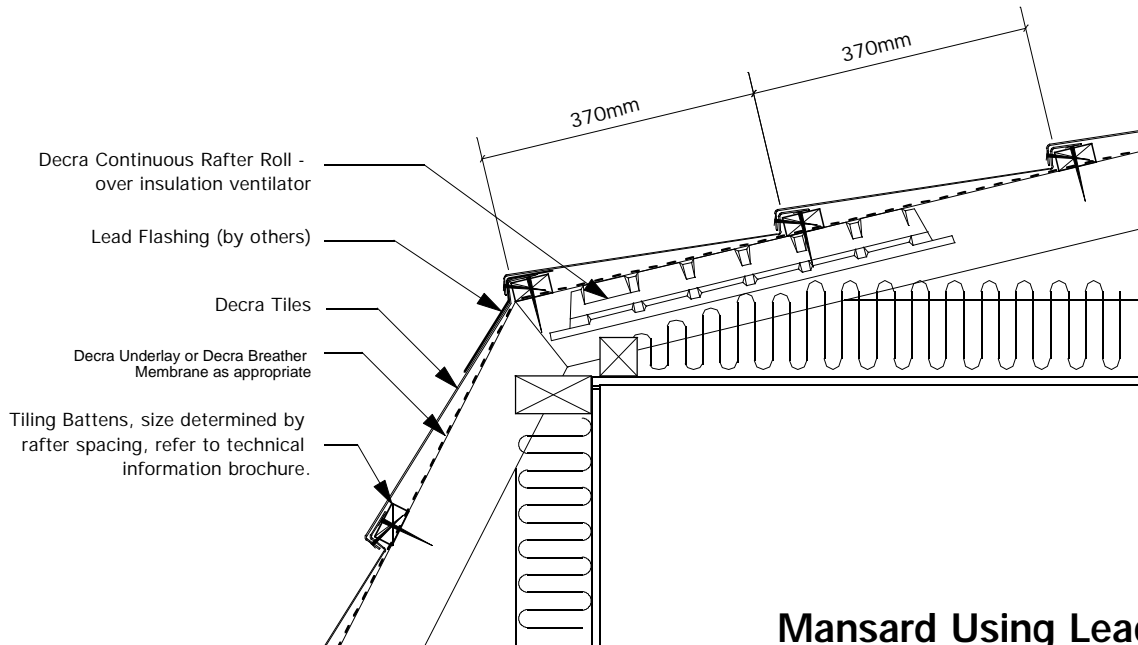 370mm
370mm
Decra Continuous Rafter Roll -
over insulation ventilator
Lead Flashing (by others)
Decra Tiles
Decra Underlay or Decra Breather
Membrane as appropriate
Tiling Battens, size determined by
rafter spacing, refer to technical
information brochure.
Mansard Using Lead